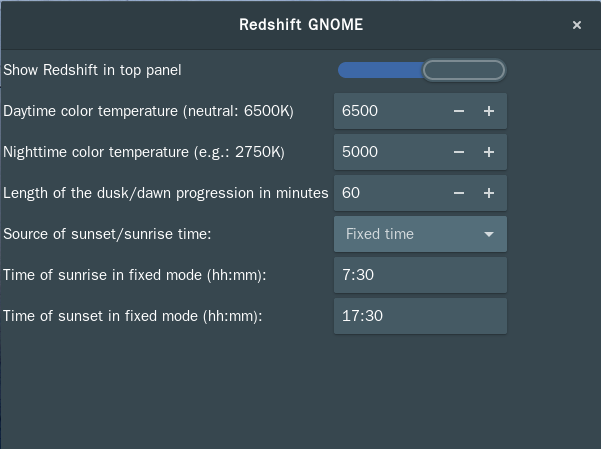 Redshift GNOME ×
Show Redshift in top panel
Daytime color temperature (neutral: 6500K) 6500 − +
Nighttime color temperature (e.g.: 2750K) 5000 − +
Length of the dusk/dawn progression in minutes 60 − +
Source of sunset/sunrise time: Fixed time
Time of sunrise in fixed mode (hh:mm): 7:30
Time of sunset in fixed mode (hh:mm): 17:30